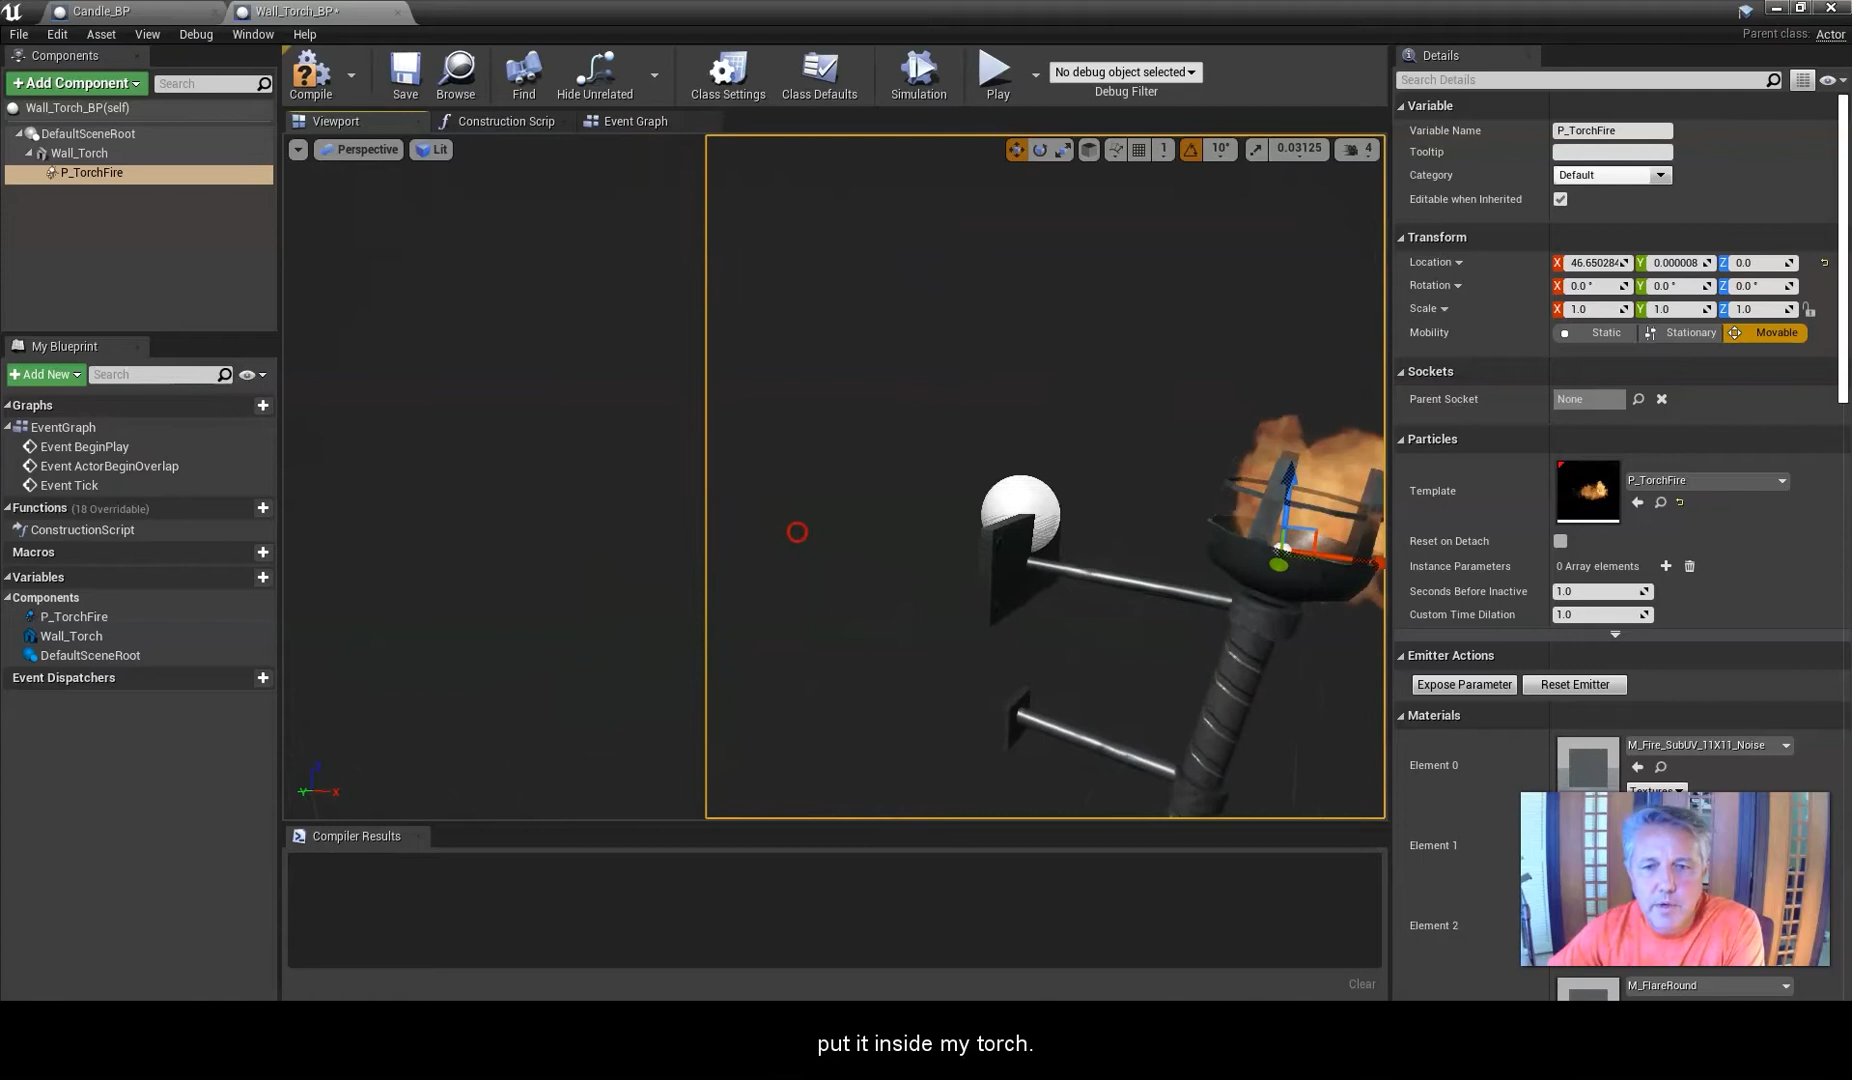 Candle_BP
Wall_Torch_BP*
File Edit Asset View Debug Window Help
Parent class: Actor
Components
+Add Component
Search
Wall_Torch_BP(self)
DefaultSceneRoot
Wall_Torch
P_TorchFire
My Blueprint
+Add New
Search
Graphs
EventGraph
Event BeginPlay
Event ActorBeginOverlap
Event Tick
Functions (18 Overridable)
ConstructionScript
Macros
Variables
Components
P_TorchFire
Wall_Torch
DefaultSceneRoot
Event Dispatchers
Compile
Save
Browse
Find
Hide Unrelated
Class Settings
Class Defaults
Simulation
Play
No debug object selected
Debug Filter
Viewport
Construction Scrip
Event Graph
Perspective
Lit
1
10°
0.03125
4
Z
Y X
Compiler Results
Clear
Details
Search Details
Variable
Variable Name P_TorchFire
Tooltip
Category Default
Editable when Inherited
Transform
Location X 46.650284 Y 0.000008 Z 0.0
Rotation X 0.0 ° Y 0.0 ° Z 0.0 °
Scale X 1.0 Y 1.0 Z 1.0
Mobility Static Stationary Movable
Sockets
Parent Socket None
Particles
Template P_TorchFire
Reset on Detach
Instance Parameters 0 Array elements
Seconds Before Inactive 1.0
Custom Time Dilation 1.0
Emitter Actions
Expose Parameter Reset Emitter
Materials
Element 0 M_Fire_SubUV_11X11_Noise
Textures
Element 1
Element 2
M_FlareRound
put it inside my torch.